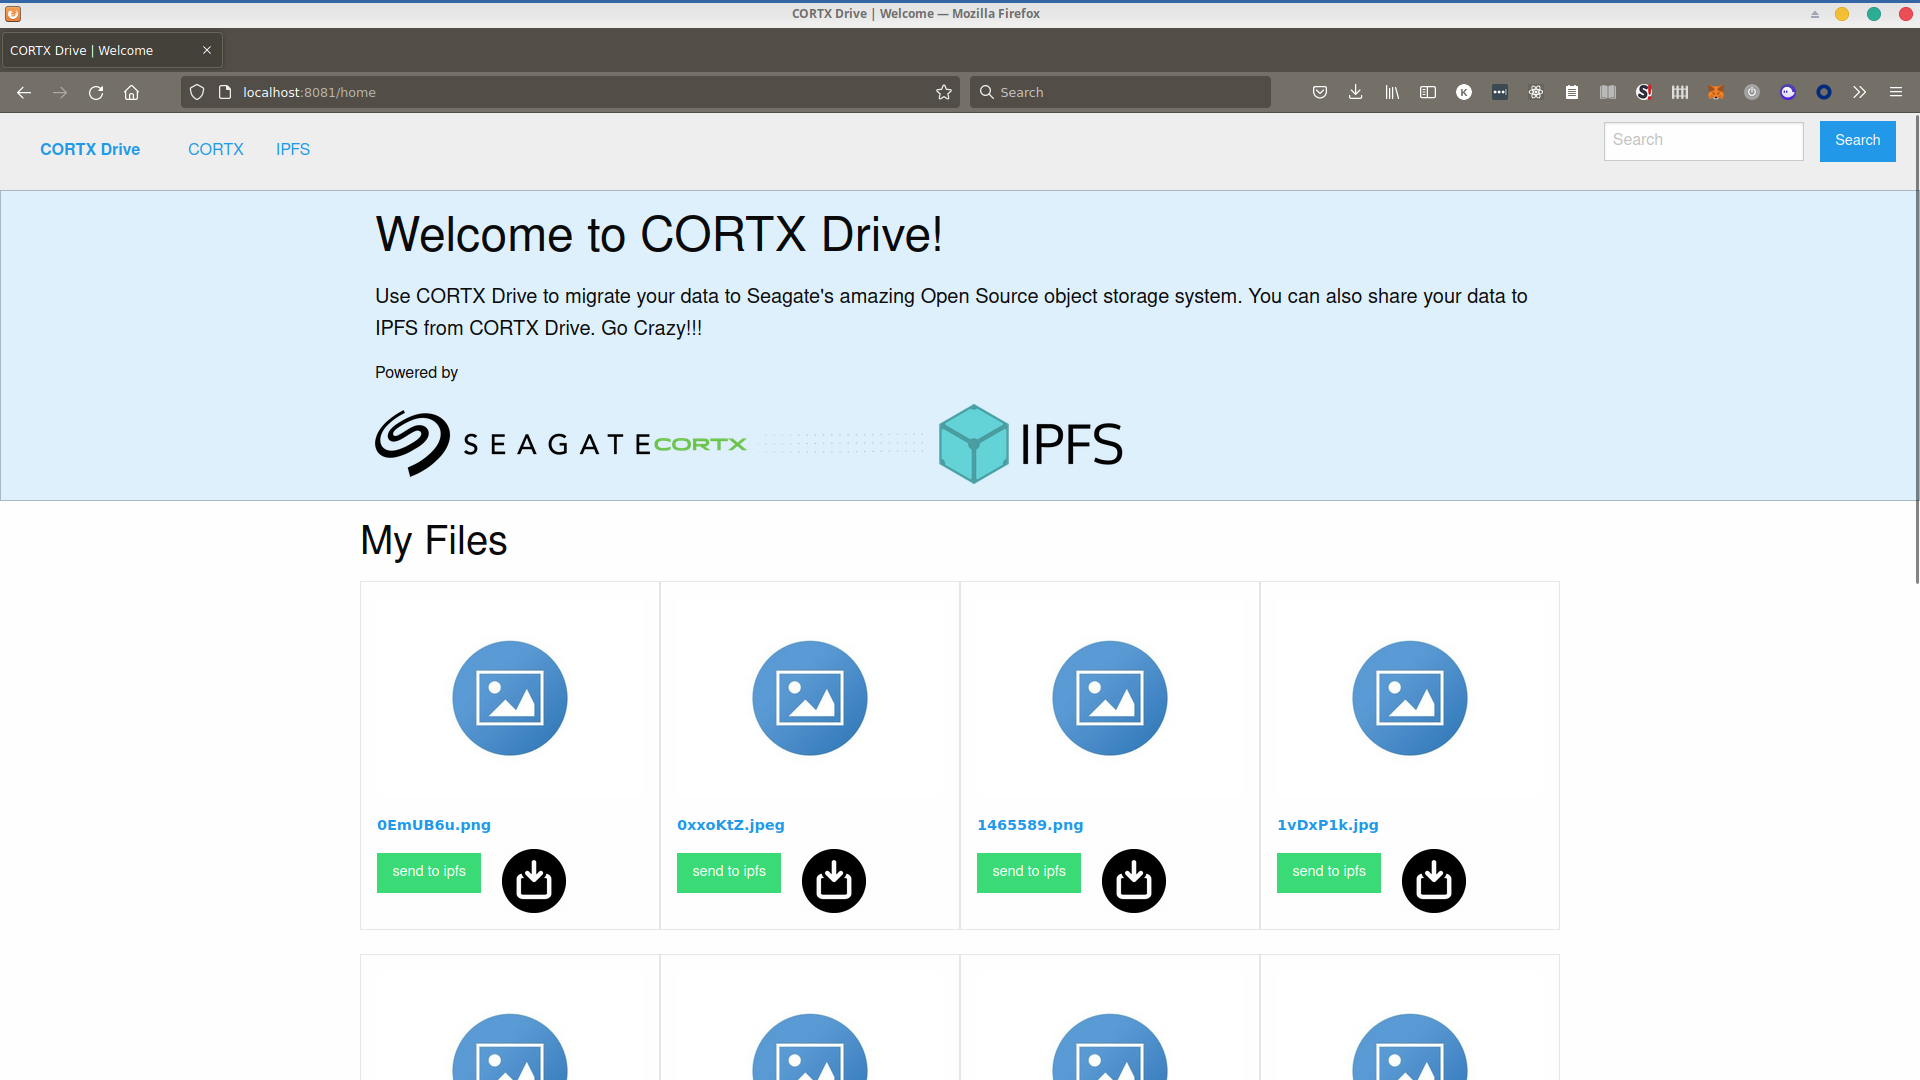 CORTX Drive | Welcome — Mozilla Firefox
CORTX Drive | Welcome
localhost:8081/home
Search
K
CORTX Drive
CORTX
IPFS
Search
Search
Welcome to CORTX Drive!
Use CORTX Drive to migrate your data to Seagate's amazing Open Source object storage system. You can also share your data to
IPFS from CORTX Drive. Go Crazy!!!
Powered by
SEAGATE CORTX
IPFS
My Files
0EmUB6u.png
0xxoKtZ.jpeg
1465589.png
1vDxP1k.jpg
send to ipfs
send to ipfs
send to ipfs
send to ipfs